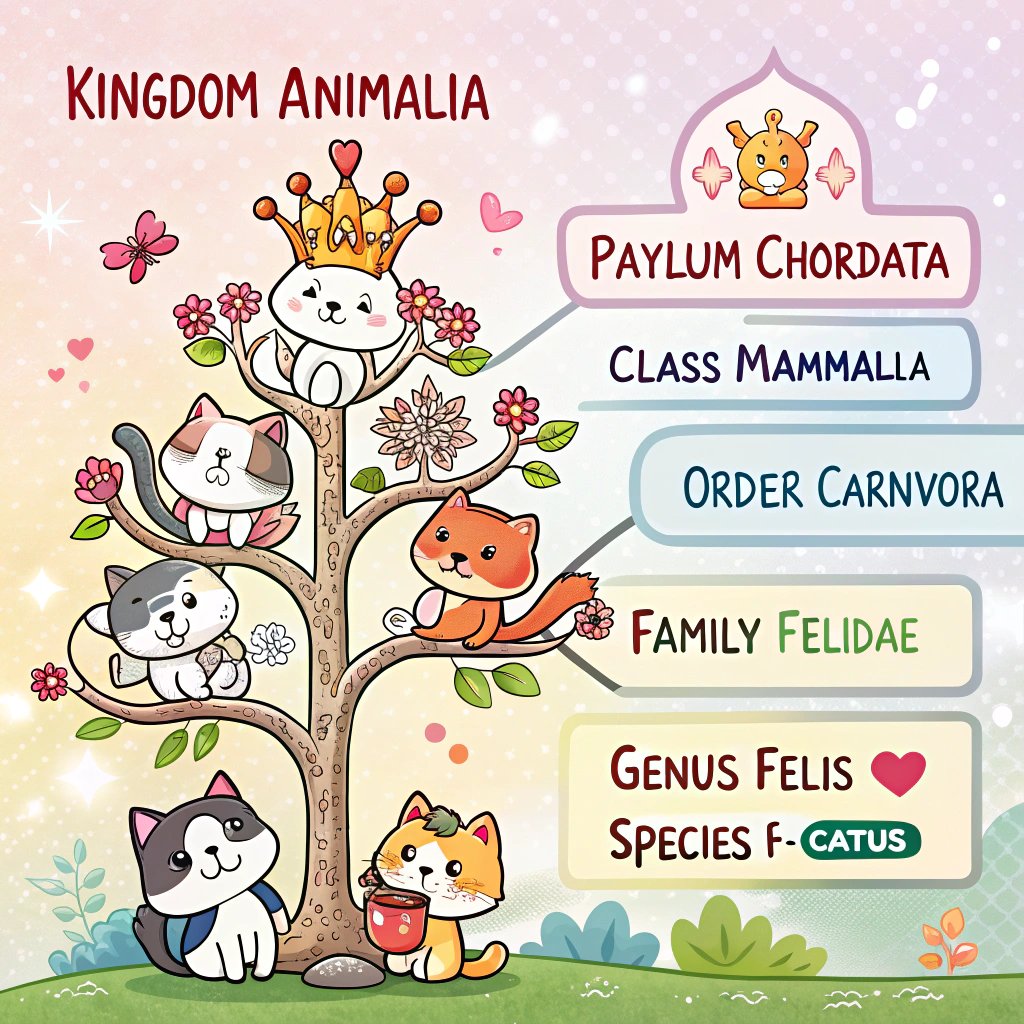 KINGDOM ANIMALIA
PAYLUM CHORDATA
CLASS MAMMALLA
ORDER CARNVORA
FAMILY FELIDAE
GENUS FELIS
SPECIES F- CATUS